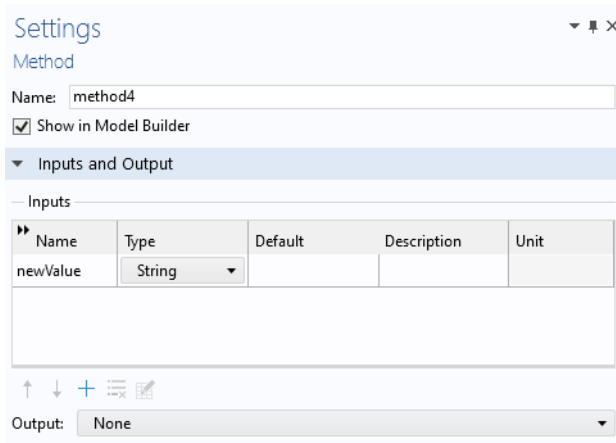 Settings
Method
Name: method4
Show in Model Builder
Inputs and Output
Inputs
Name Type Default Description Unit
newValue String
Output: None